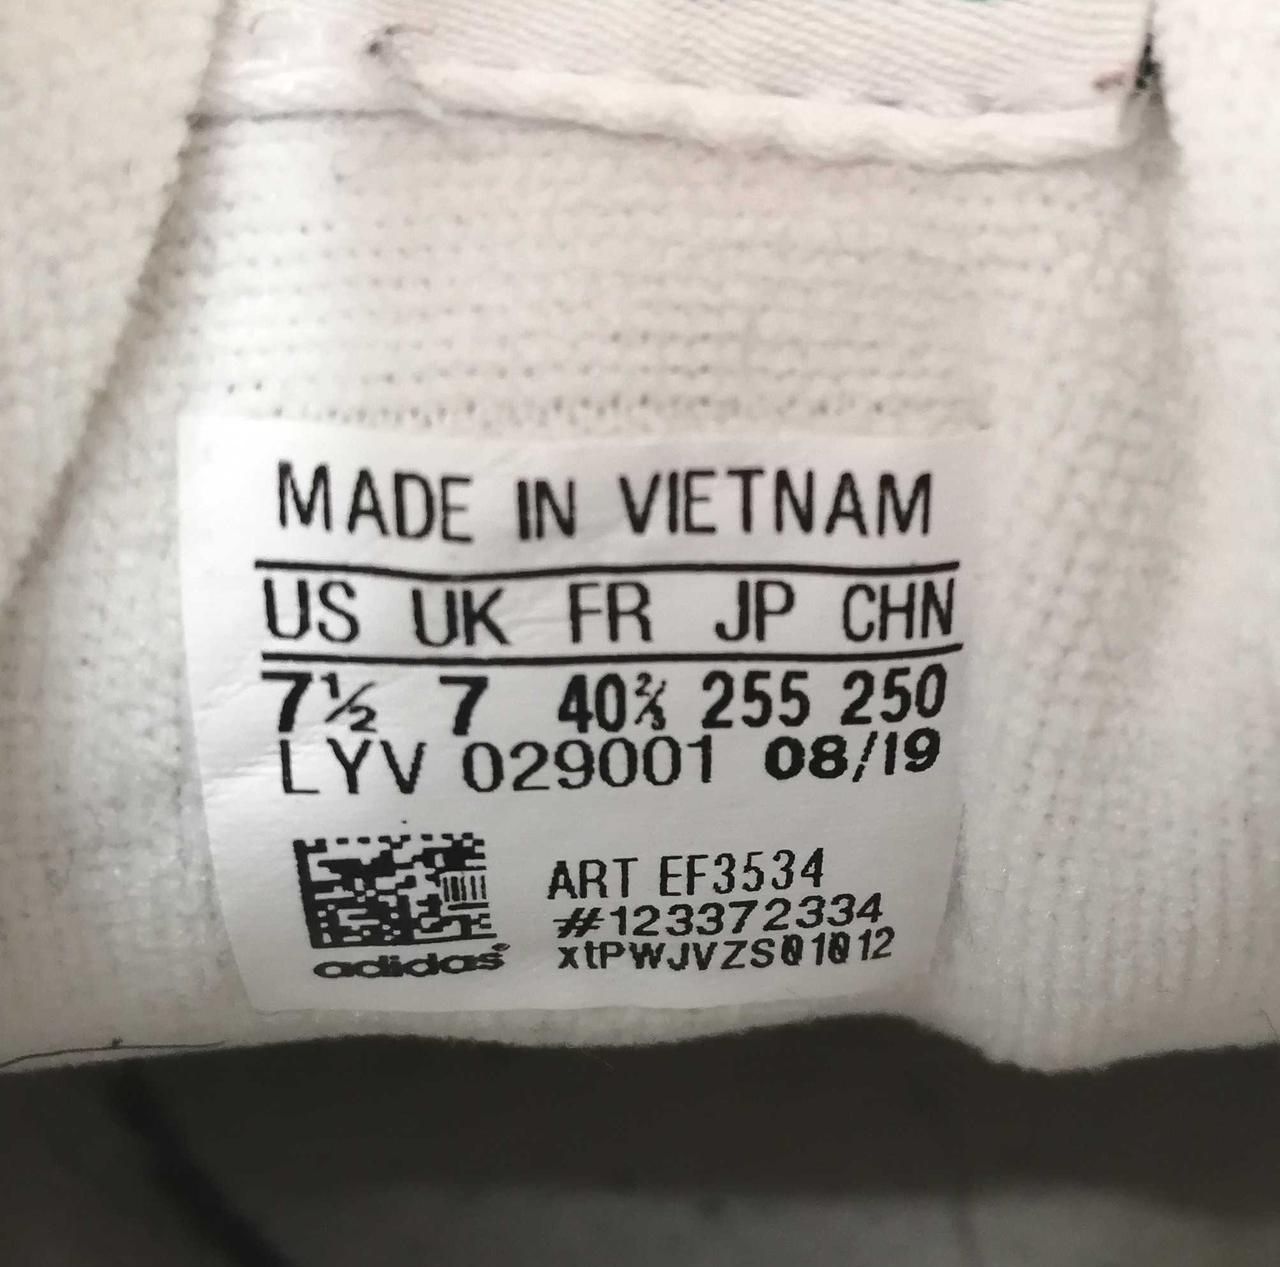 MADE IN VIETNAM
US UK FR JP CHN
7½ 7 40⅔ 255 250
LYV 029001 08/19
ART EF3534
#123372334
xtPWJVZS01012
adidas®